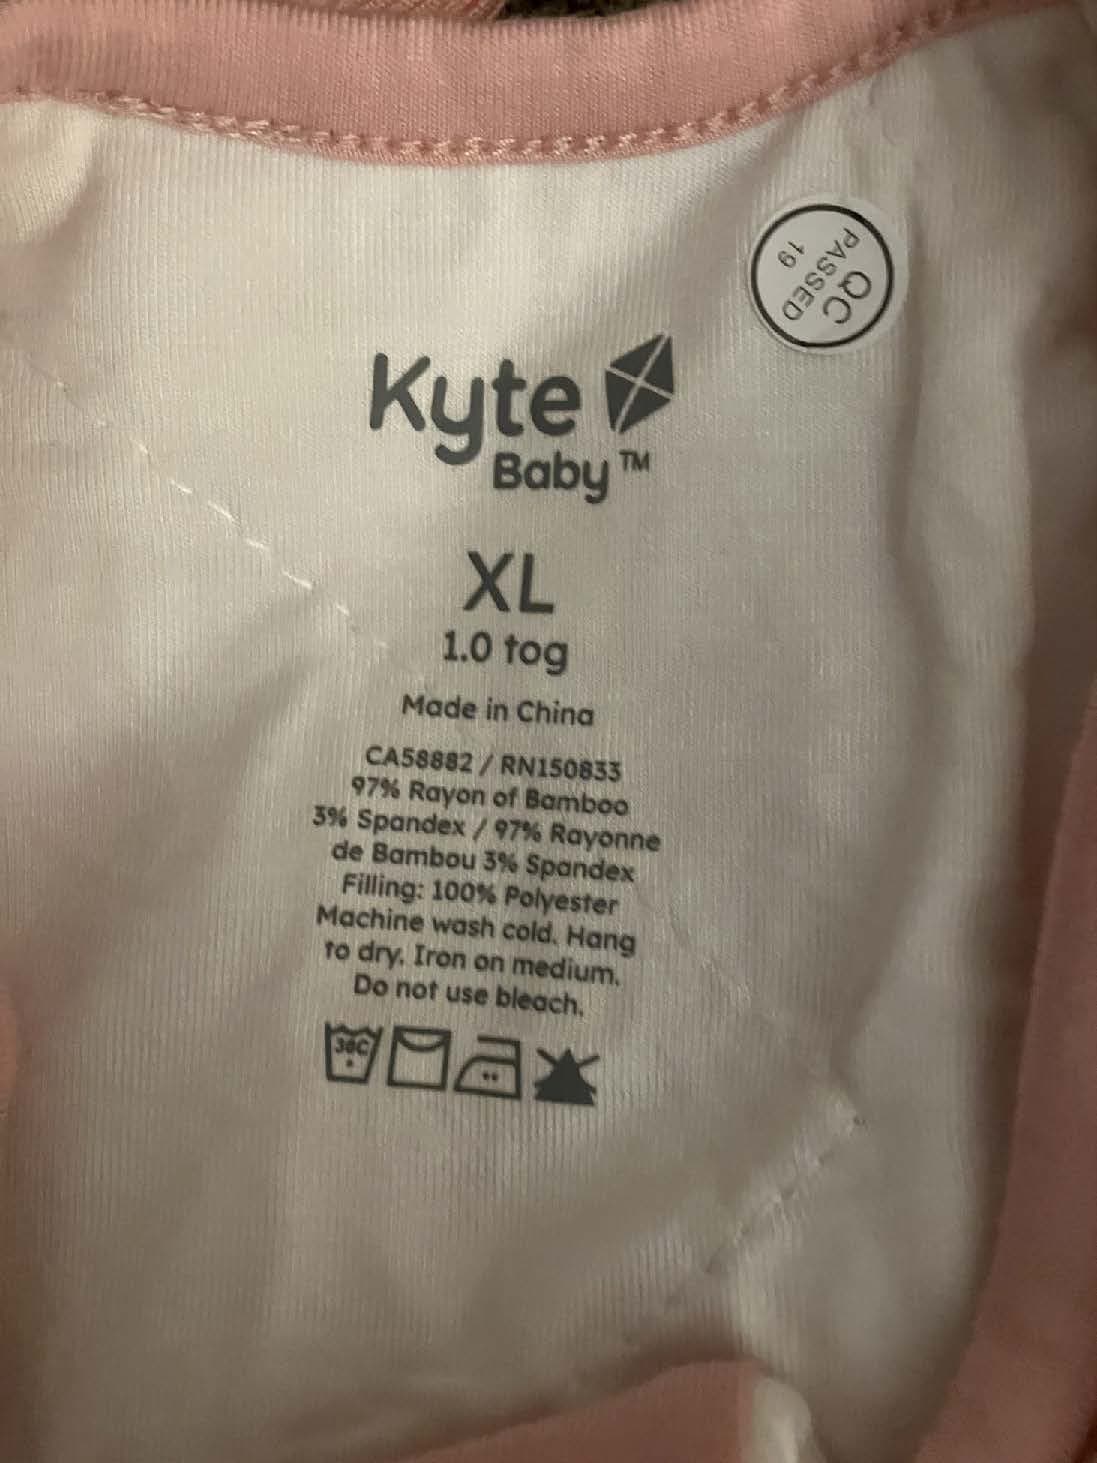 QC
PASSED
19
Kyte
Baby™
XL
1.0 tog
Made in China
CA58882 / RN150833
97% Rayon of Bamboo
3% Spandex / 97% Rayonne
de Bambou 3% Spandex
Filling: 100% Polyester
Machine wash cold. Hang
to dry. Iron on medium.
Do not use bleach.
30C